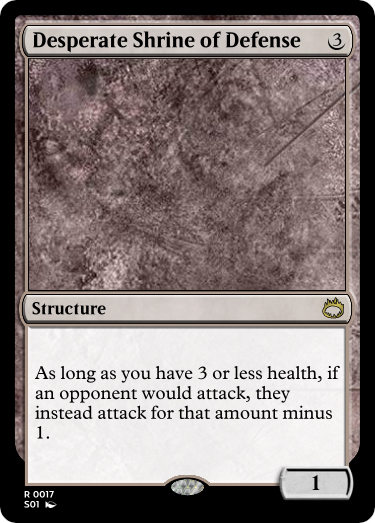 Desperate Shrine of Defense 3
Structure
As long as you have 3 or less health, if
an opponent would attack, they
instead attack for that amount minus
1.
1
R 0017
S01